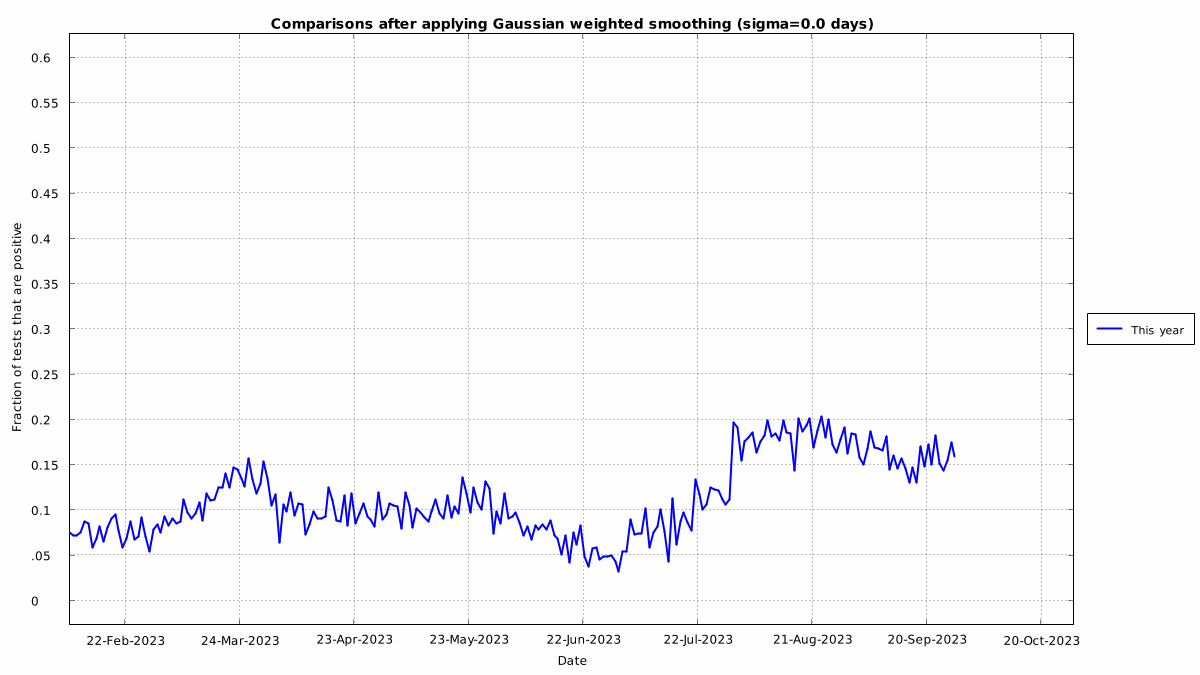 Comparisons after applying Gaussian weighted smoothing (sigma=0.0 days)
0.6
0.55
0.5
0.45
0.4
0.35
0.3
0.25
0.2
0.15
0.1
.05
0
Fraction of tests that are positive
This year
22-Feb-2023 24-Mar-2023 23-Apr-2023 23-May-2023 22-Jun-2023 22-Jul-2023 21-Aug-2023 20-Sep-2023 20-Oct-2023
Date